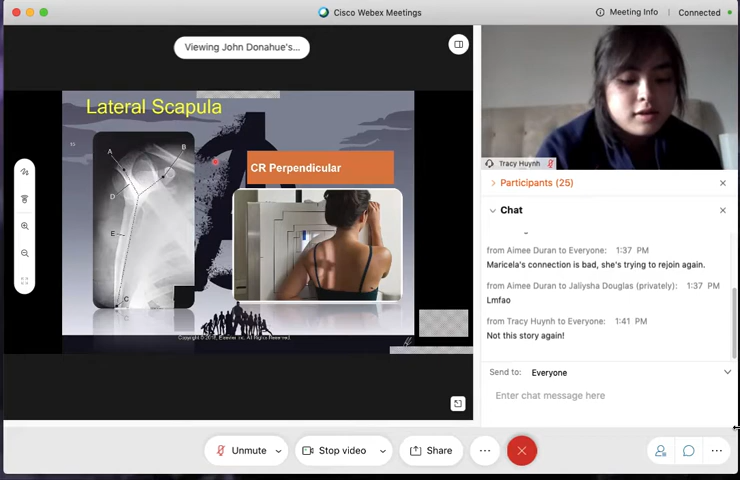 Cisco Webex Meetings
Meeting Info
Connected
Viewing John Donahue's...
Lateral Scapula
15
A
B
D
E
C
CR Perpendicular
Copyright © 2018, Elsevier Inc. All Rights Reserved.
Tracy Huynh
Participants (25)
Chat
from Aimee Duran to Everyone: 1:37 PM
Maricela's connection is bad, she's trying to rejoin again.
from Aimee Duran to Jaliysha Douglas (privately): 1:37 PM
Lmfao
from Tracy Huynh to Everyone: 1:41 PM
Not this story again!
Send to: Everyone
Enter chat message here
Unmute
Stop video
Share